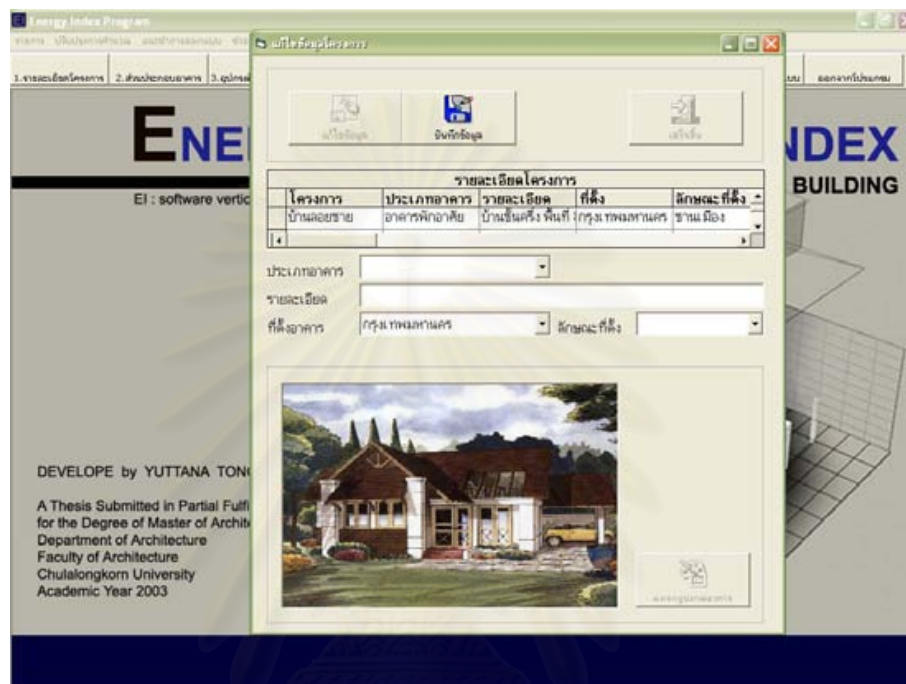 Energy Index Program
แก้ไขข้อมูลโครงการ
1.รายละเอียดโครงการ 2.ส่วนประกอบอาคาร
ออกจากโปรแกรม
แก้ไขข้อมูล บันทึกข้อมูล เสร็จสิ้น
ENE
INDEX
EI : software vertic
BUILDING
รายละเอียดโครงการ
โครงการ ประเภทอาคาร รายละเอียด ที่ตั้ง ลักษณะที่ตั้ง
บ้านลอยชาย อาคารพักอาศัย บ้านชั้นครึ่ง พื้นที่ กรุงเทพมหานคร ชานเมือง
ประเภทอาคาร
รายละเอียด
ที่ตั้งอาคาร กรุงเทพมหานคร ลักษณะที่ตั้ง
DEVELOPE by YUTTANA TON
A Thesis Submitted in Partial Fulfi
for the Degree of Master of Archit
Department of Architecture
Faculty of Architecture
Chulalongkorn University
Academic Year 2003